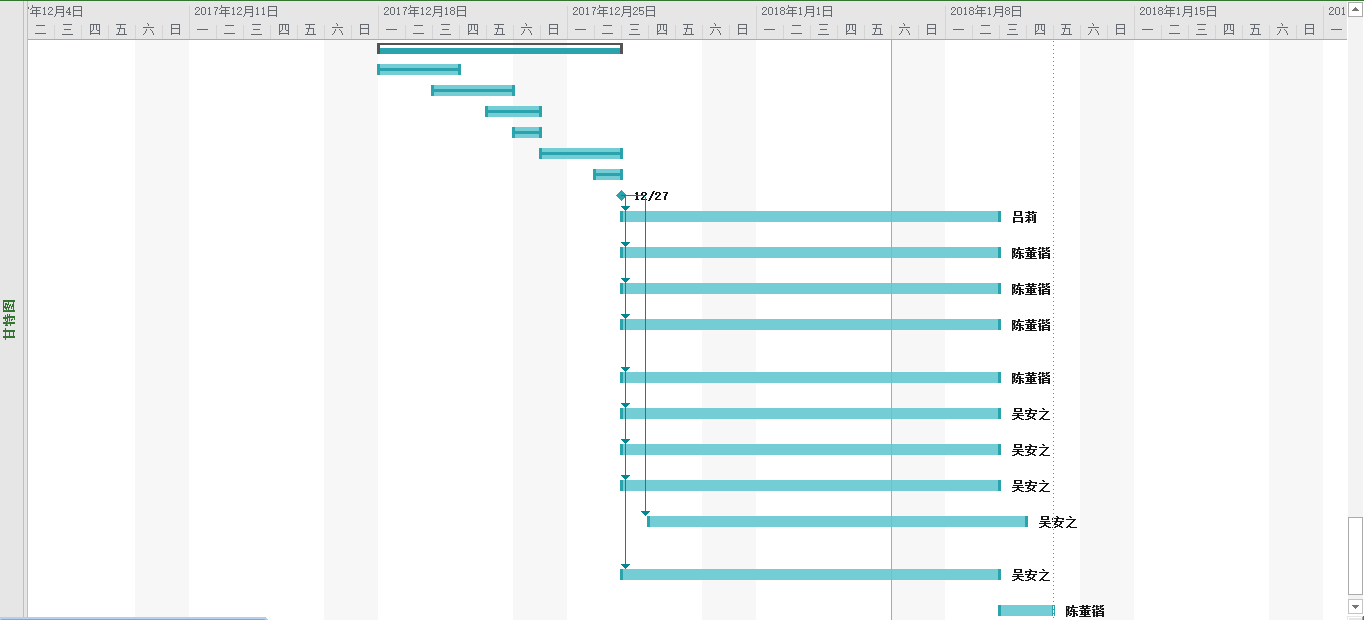 年12月4日 2017年12月11日 2017年12月18日 2017年12月25日 2018年1月1日 2018年1月8日 2018年1月15日 201
二 三 四 五 六 日 一 二 三 四 五 六 日 一 二 三 四 五 六 日 一 二 三 四 五 六 日 一 二 三 四 五 六 日 一 二 三 四 五 六 日 一 二 三 四 五 六 日 一
12/27
吕莉
陈董锴
陈董锴
陈董锴
甘特图
陈董锴
吴安之
吴安之
吴安之
吴安之
吴安之
陈董锴